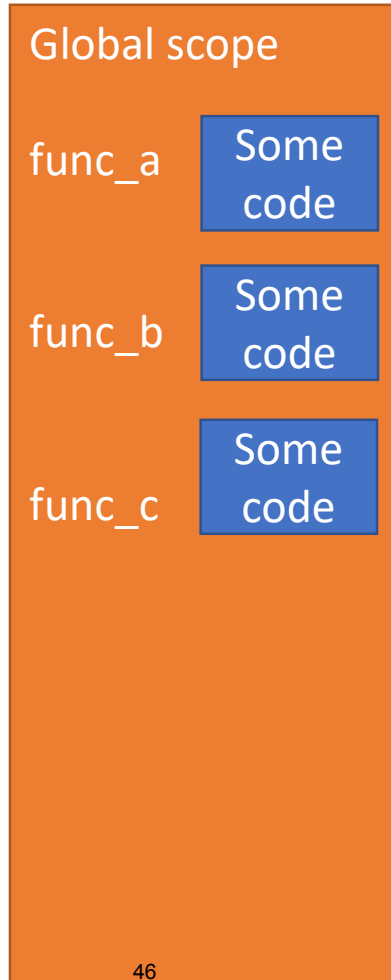 Global scope
func_a
Some
code
func_b
Some
code
func_c
Some
code
46